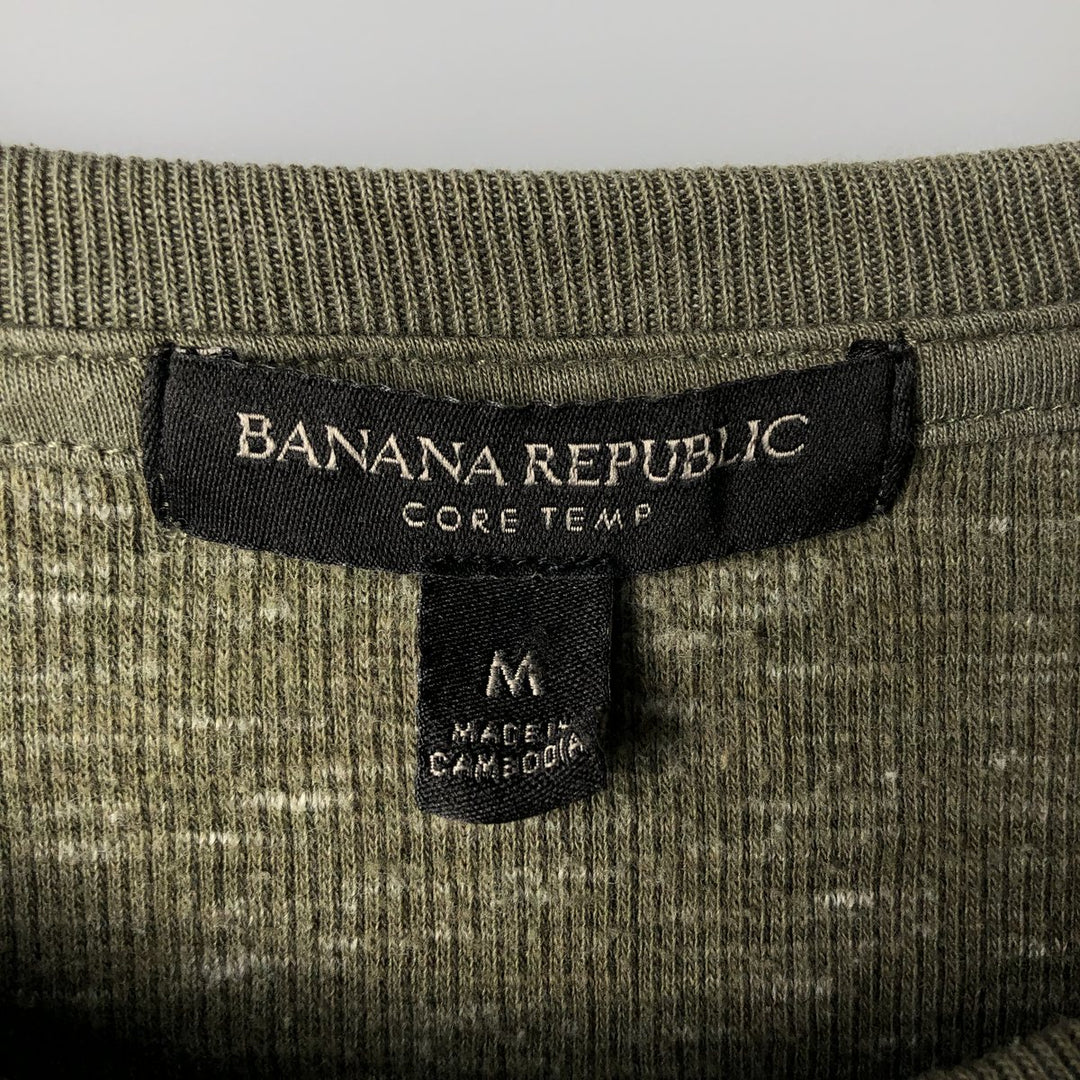 BANANA REPUBLIC
CORE TEMP
M
MADE IN
CAMBODIA